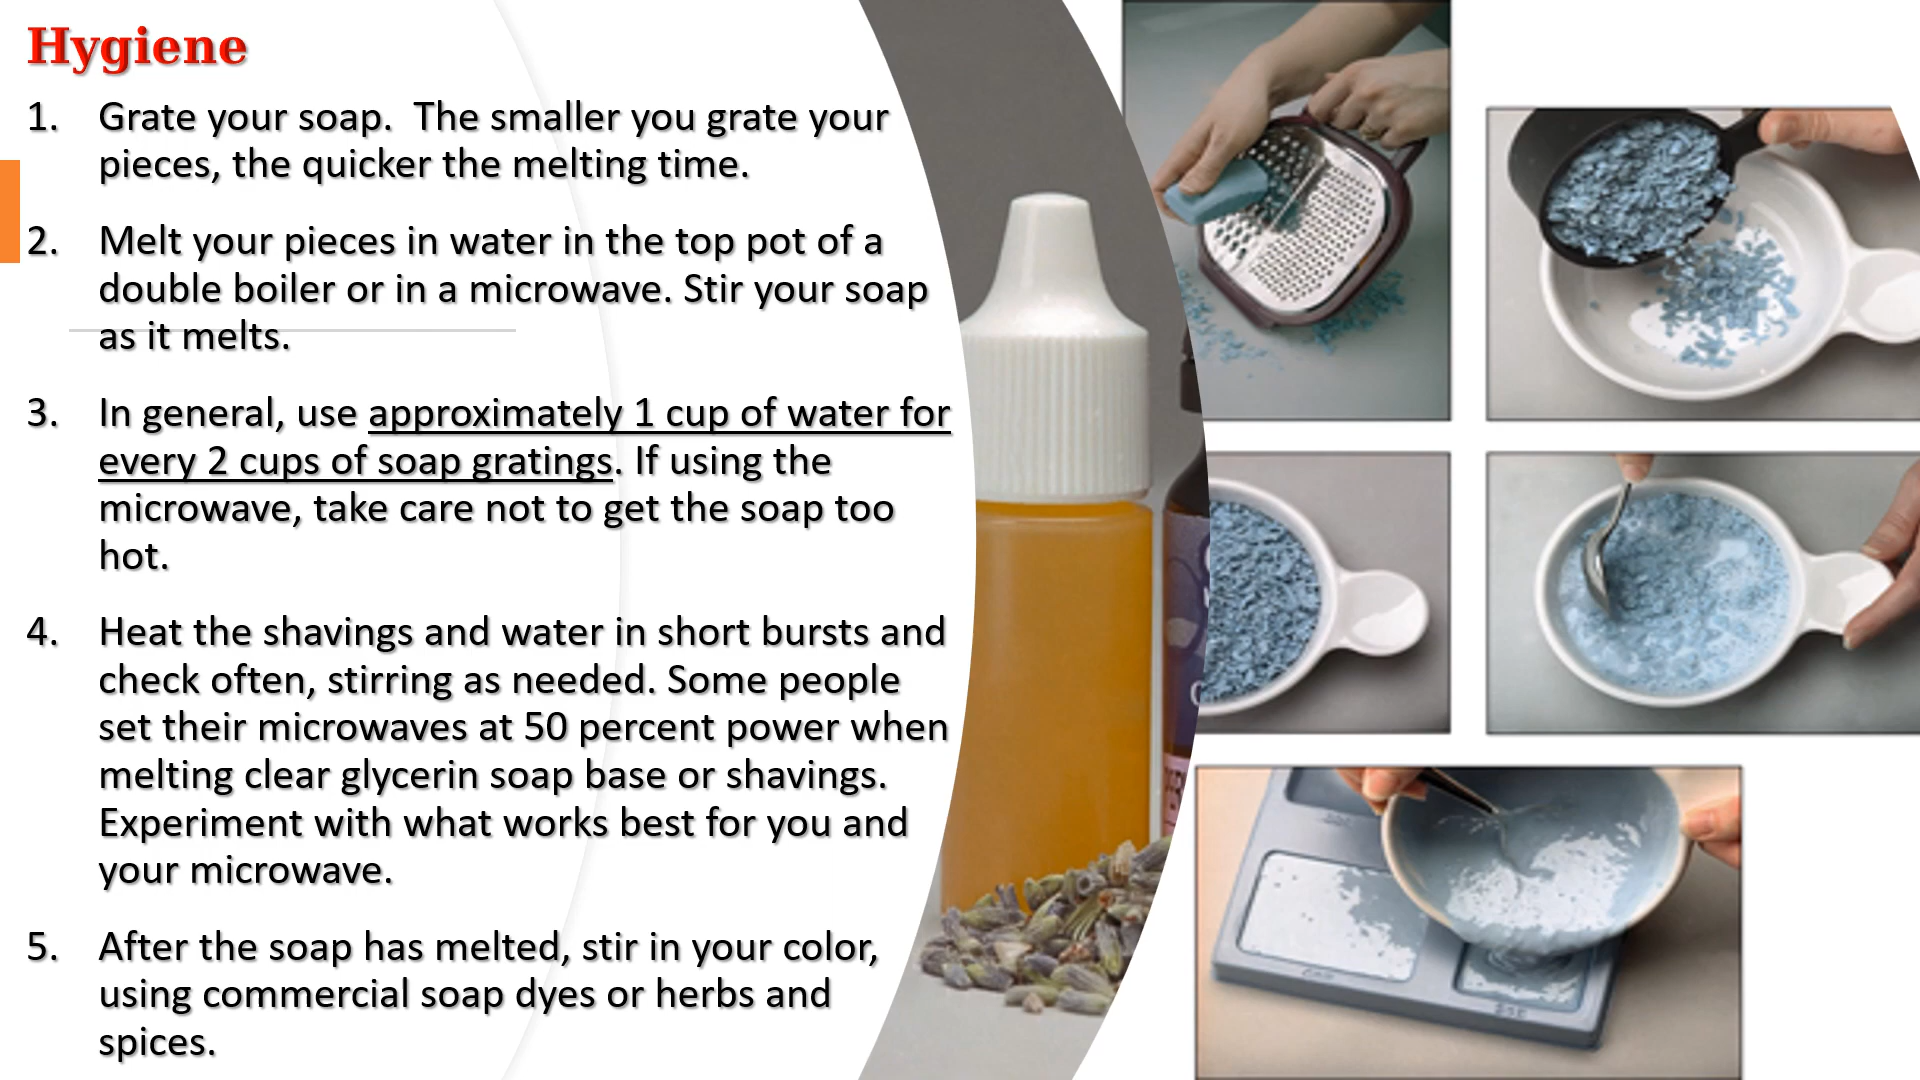 Hygiene
1. Grate your soap.  The smaller you grate your
pieces, the quicker the melting time.
2. Melt your pieces in water in the top pot of a
double boiler or in a microwave. Stir your soap
as it melts.
3. In general, use approximately 1 cup of water for
every 2 cups of soap gratings. If using the
microwave, take care not to get the soap too
hot.
4. Heat the shavings and water in short bursts and
check often, stirring as needed. Some people
set their microwaves at 50 percent power when
melting clear glycerin soap base or shavings.
Experiment with what works best for you and
your microwave.
5. After the soap has melted, stir in your color,
using commercial soap dyes or herbs and
spices.